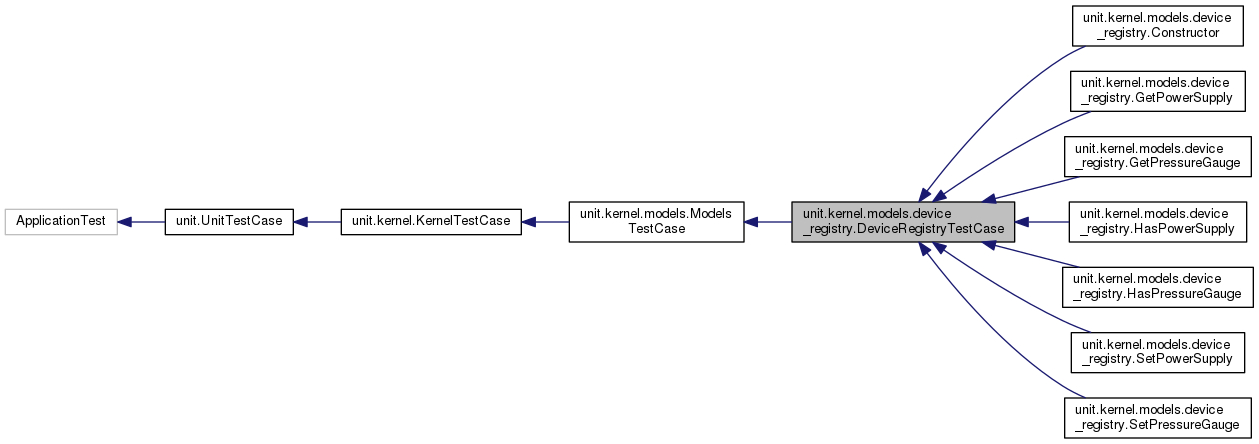 unit.kernel.models.device
_registry.Constructor
unit.kernel.models.device
_registry.GetPowerSupply
unit.kernel.models.device
_registry.GetPressureGauge
ApplicationTest
unit.UnitTestCase
unit.kernel.KernelTestCase
unit.kernel.models.Models
TestCase
unit.kernel.models.device
_registry.DeviceRegistryTestCase
unit.kernel.models.device
_registry.HasPowerSupply
unit.kernel.models.device
_registry.HasPressureGauge
unit.kernel.models.device
_registry.SetPowerSupply
unit.kernel.models.device
_registry.SetPressureGauge